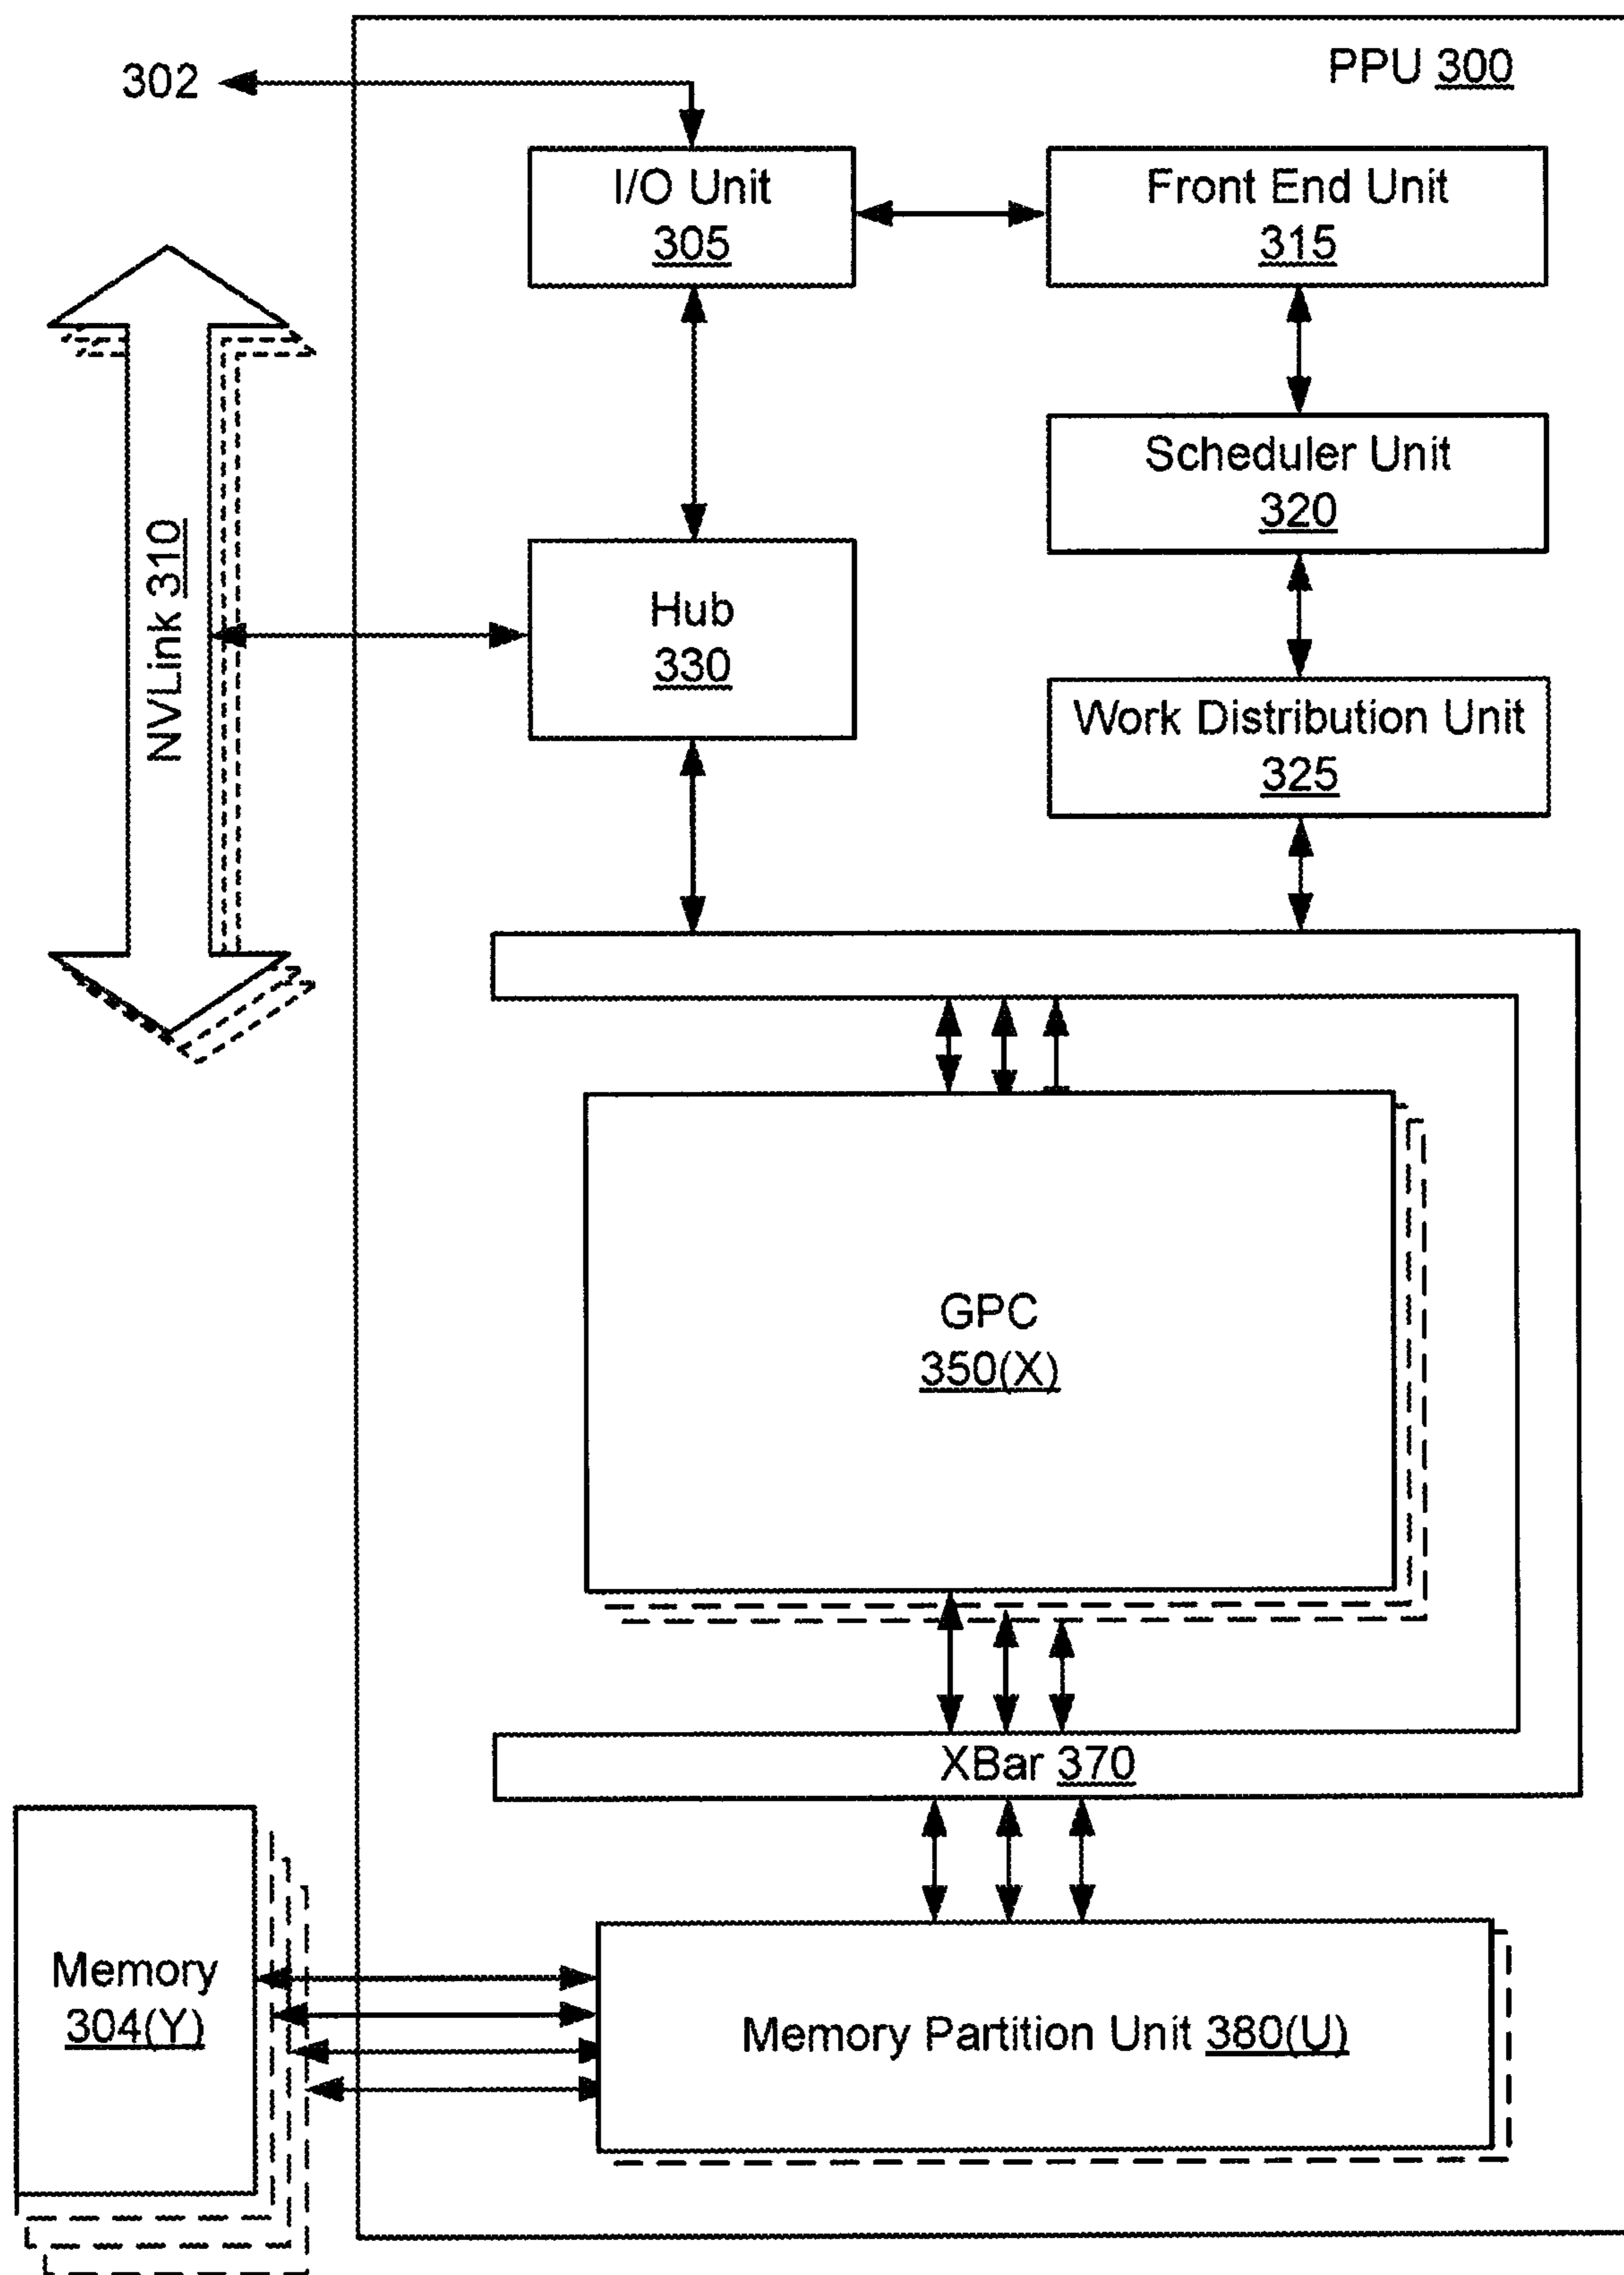 PPU 300
302
I/O Unit
305
Front End Unit
315
Scheduler Unit
320
NVLink 310
Hub
330
Work Distribution Unit
325
GPC
350(X)
XBar 370
Memory
304(Y)
Memory Partition Unit 380(U)